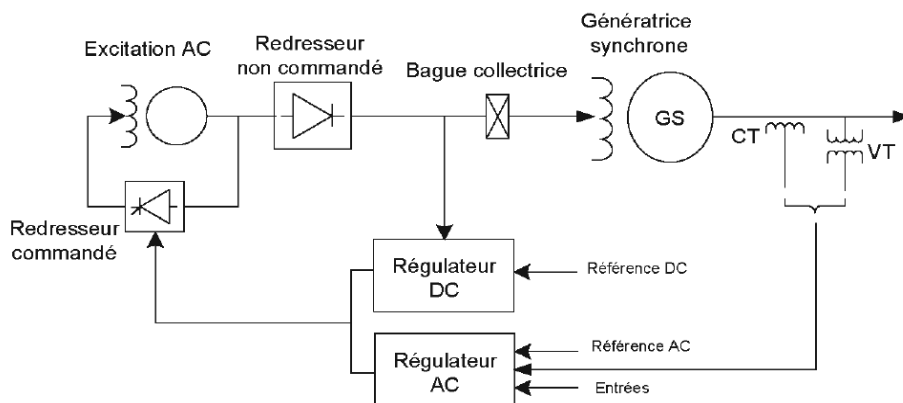 Excitation AC
Redresseur
non commandé
Bague collectrice
Génératrice
synchrone
GS
CT
VT
Redresseur
commandé
Régulateur
DC
Référence DC
Régulateur
AC
Référence AC
Entrées